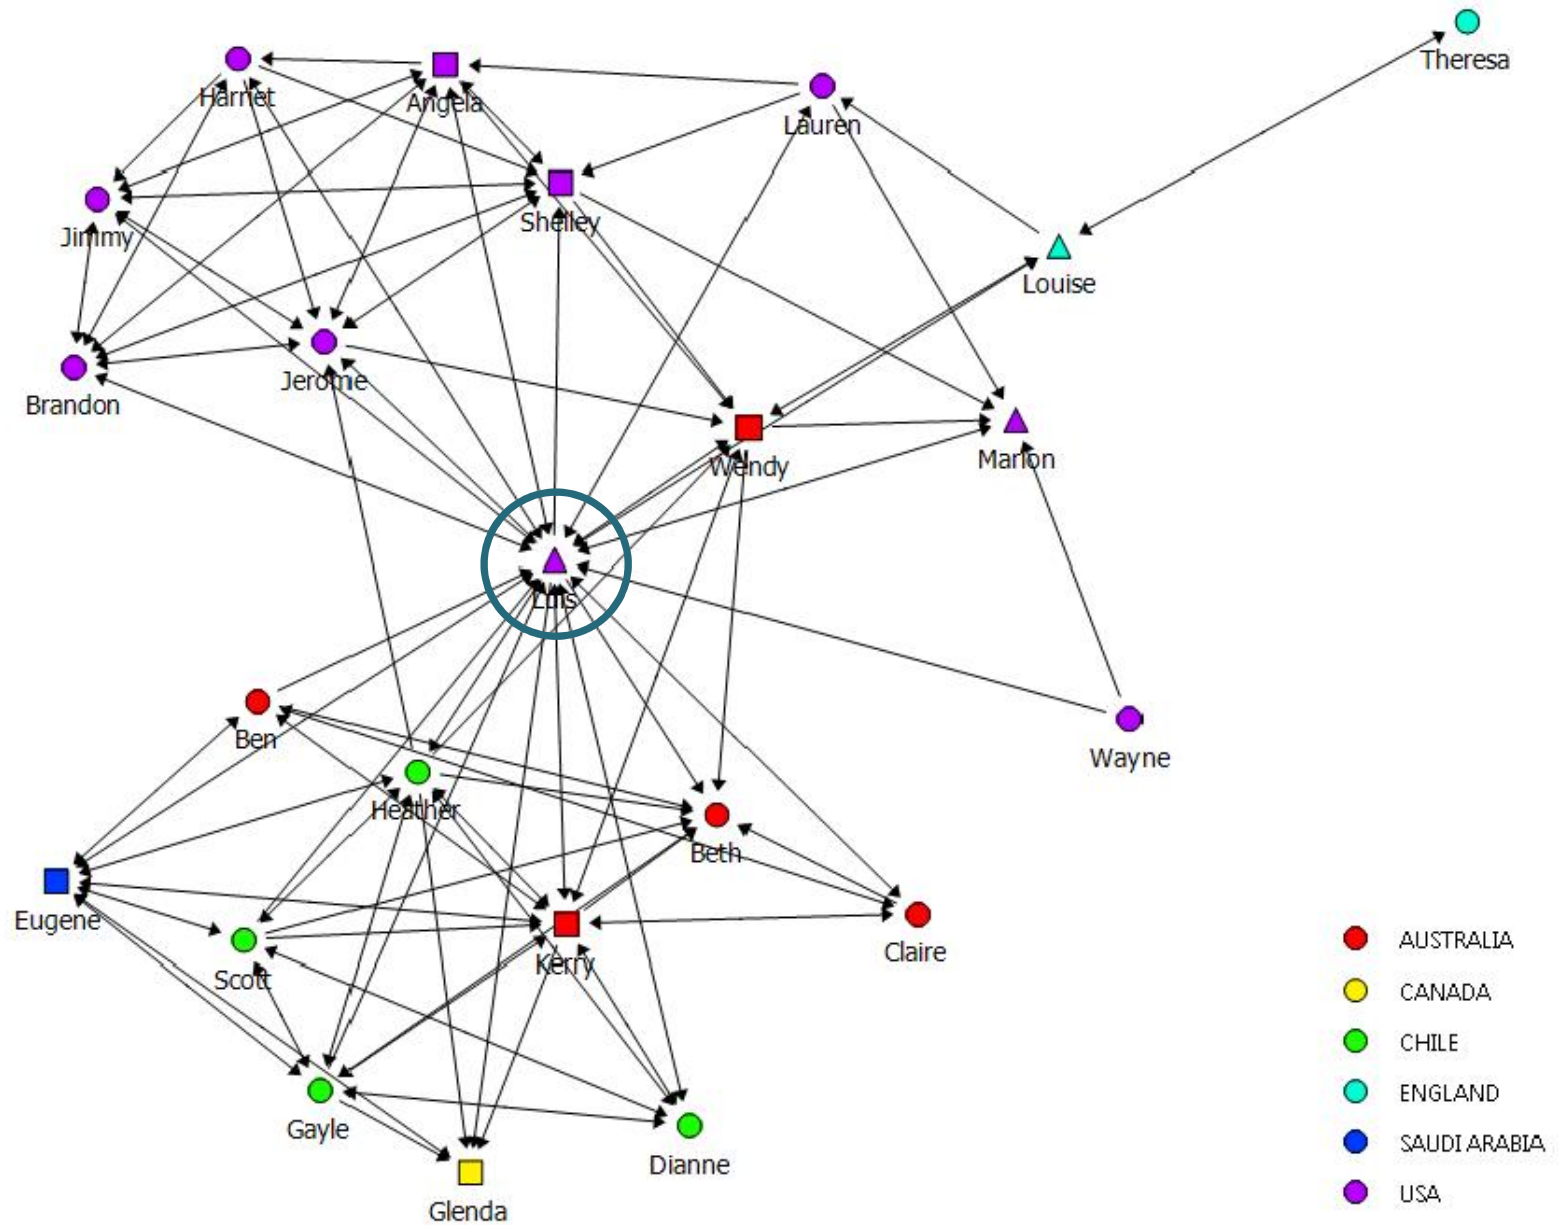 Theresa
Harriet
Angela
Lauren
Jimmy
Shelley
Louise
Jerome
Brandon
Wendy
Marion
Luis
Ben
Wayne
Heather
Beth
Eugene
Claire
Scott
Kerry
Gayle
Dianne
Glenda
AUSTRALIA
CANADA
CHILE
ENGLAND
SAUDI ARABIA
USA